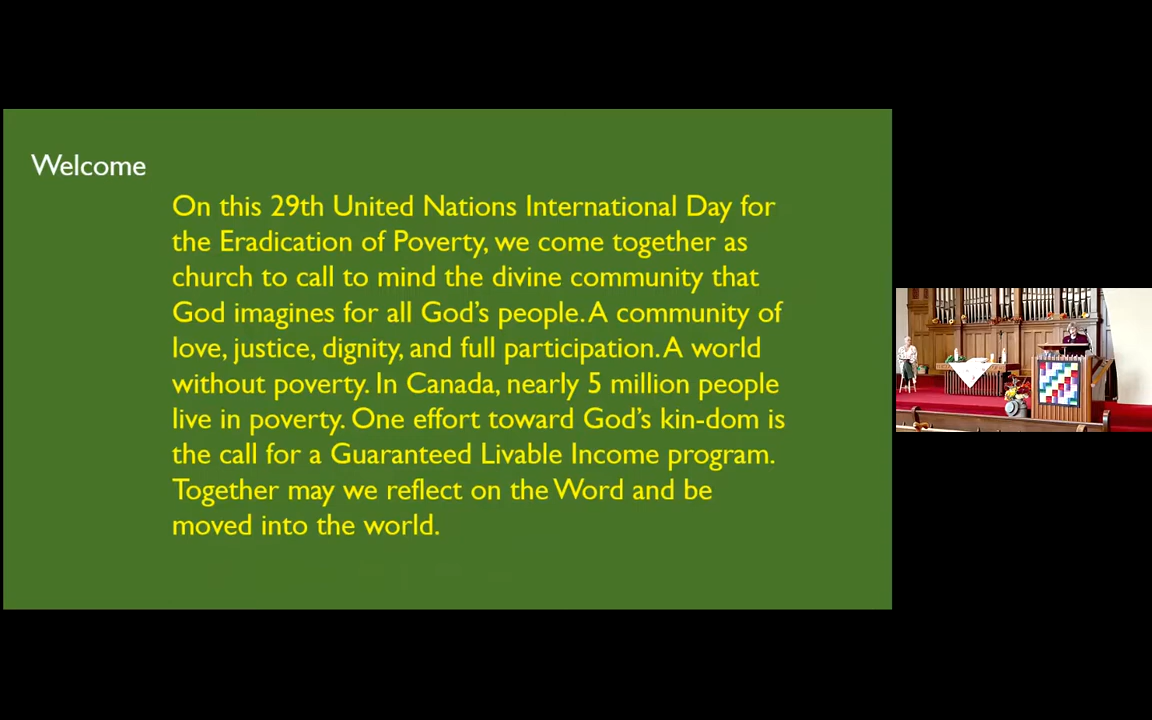 Welcome
On this 29th United Nations International Day for
the Eradication of Poverty, we come together as
church to call to mind the divine community that
God imagines for all God's people. A community of
love, justice, dignity, and full participation. A world
without poverty. In Canada, nearly 5 million people
live in poverty. One effort toward God's kin-dom is
the call for a Guaranteed Livable Income program.
Together may we reflect on the Word and be
moved into the world.